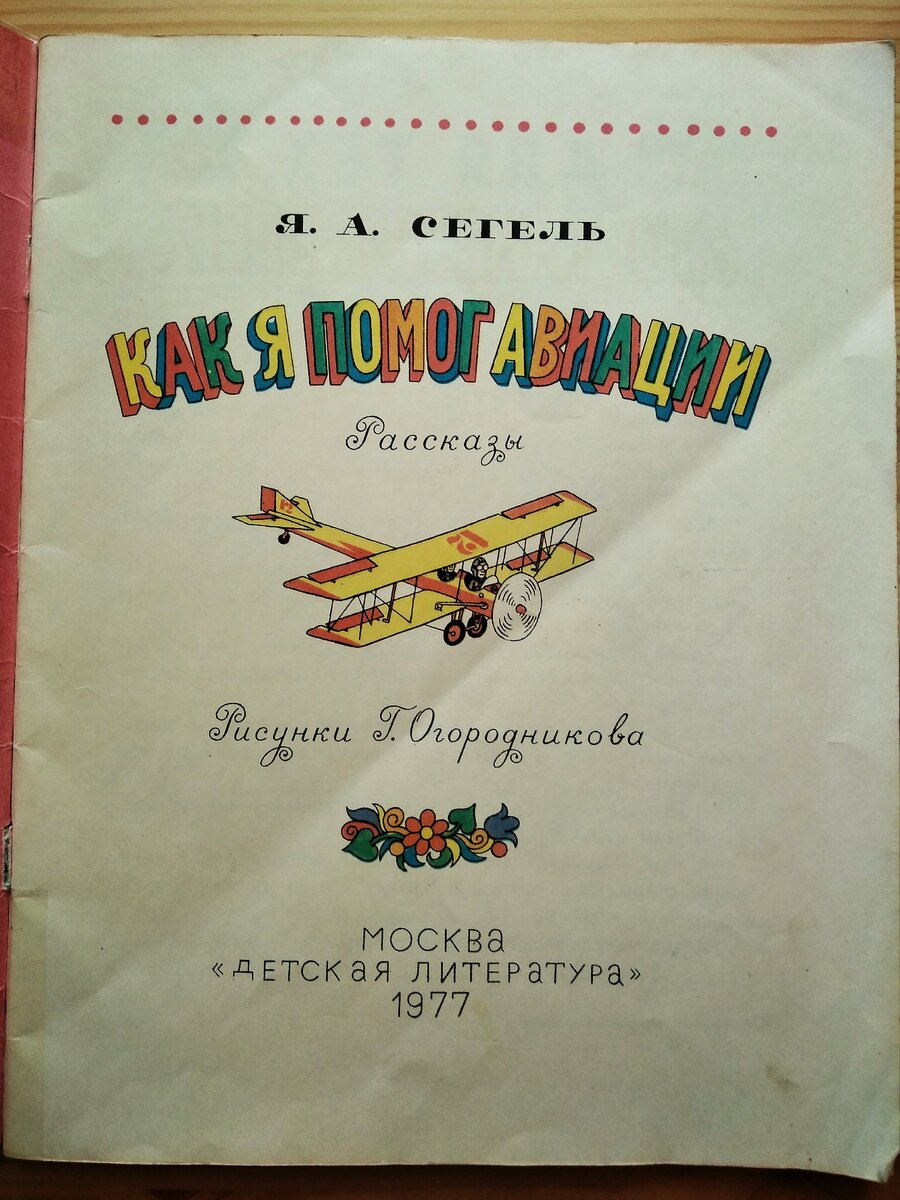 Я. А. СЕГЕЛЬ
КАК Я ПОМОГ АВИАЦИИ
Рассказы
Рисунки Г. Огородникова
МОСКВА
«ДЕТСКАЯ ЛИТЕРАТУРА»
1977